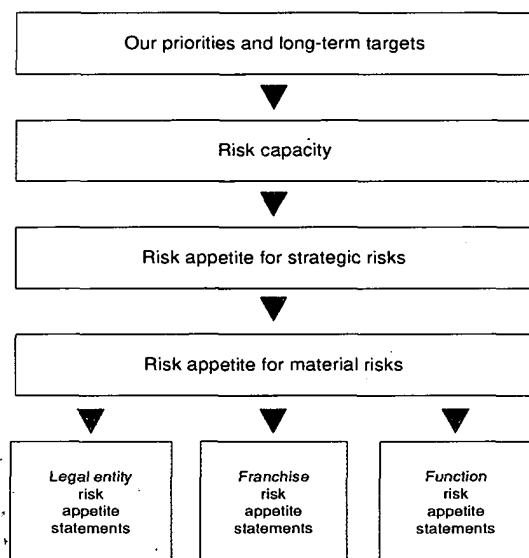 Our priorities and long-term targets
Risk capacity
Risk appetite for strategic risks
Risk appetite for material risks
Legal entity
risk
appetite
statements
Franchise
risk
appetite
statements
Function
risk
appetite
statements